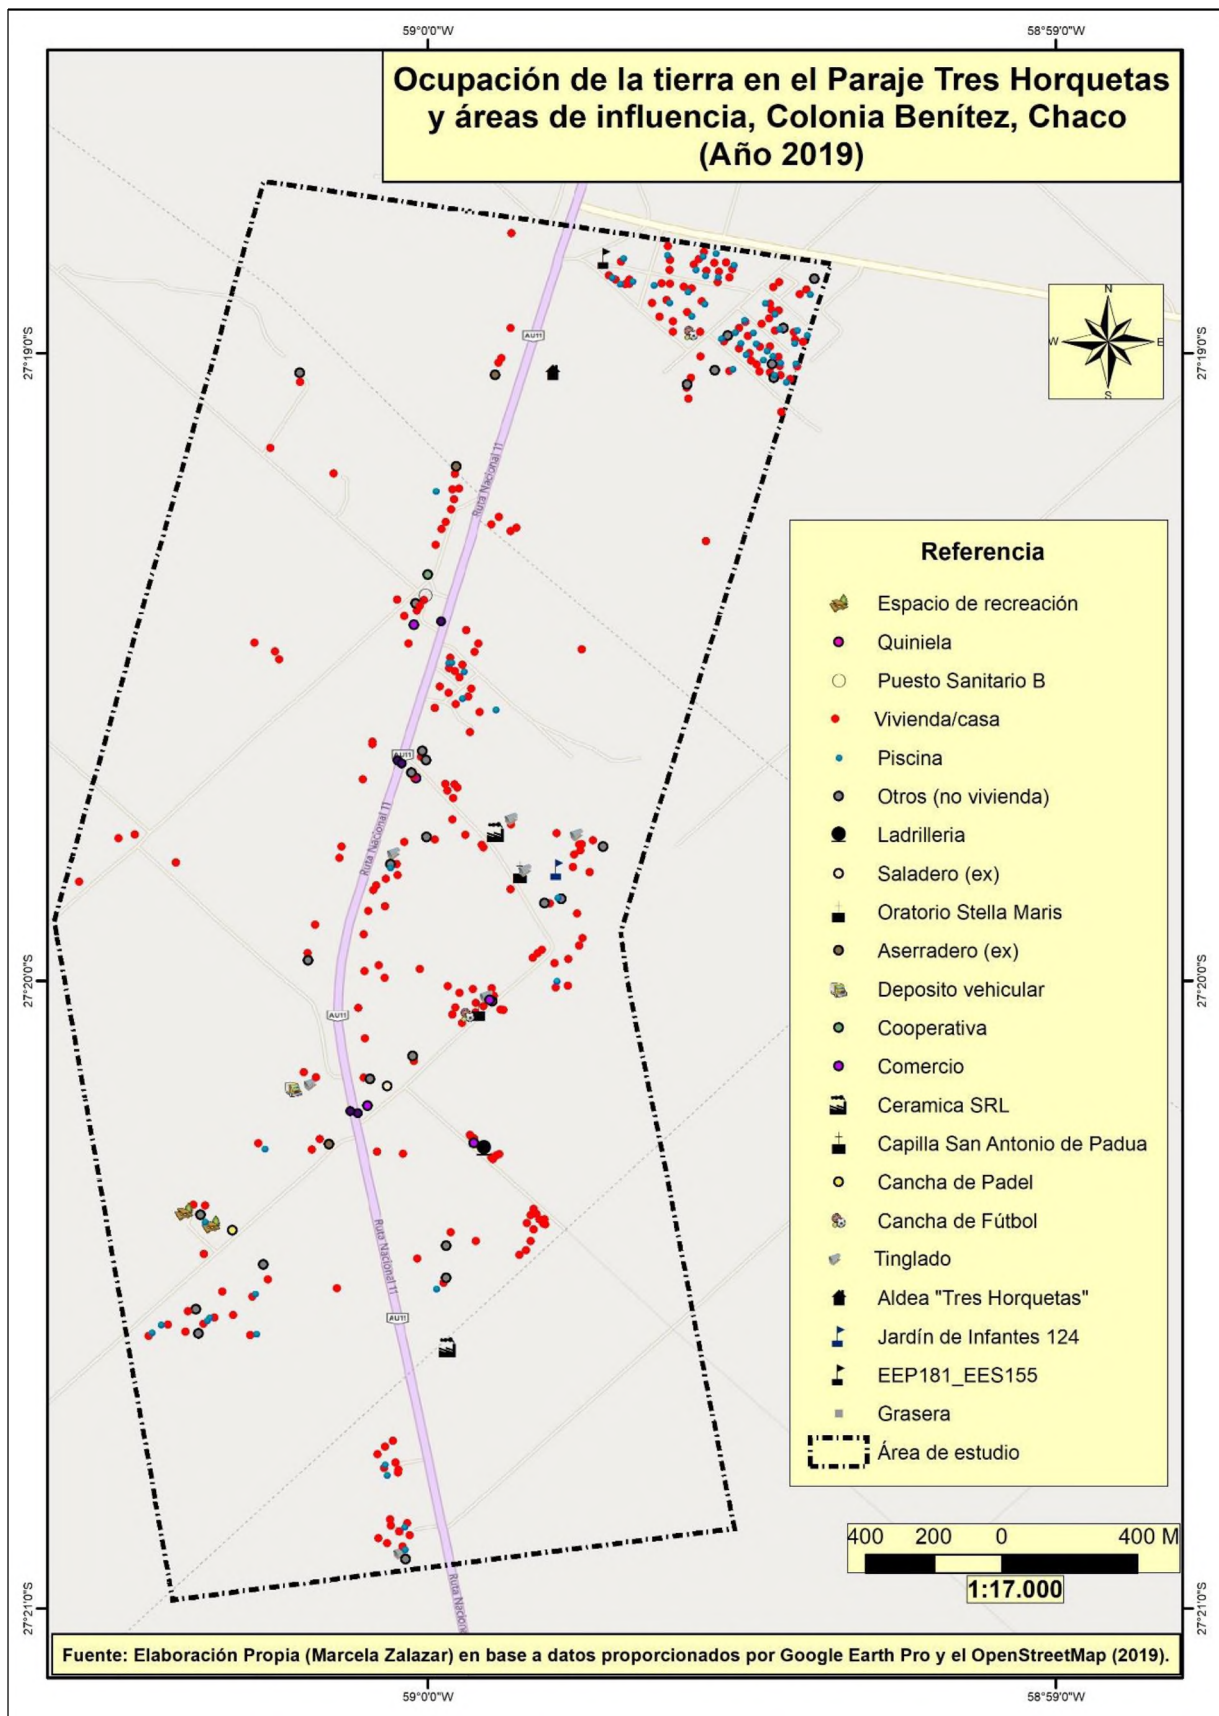 59°0'0"W
58°59'0"W
Ocupación de la tierra en el Paraje Tres Horquetas
y áreas de influencia, Colonia Benítez, Chaco
(Año 2019)
N
W
E
S
27°19'0"S
27°19'0"S
AU11
Ruta Nacional 11
Referencia
Espacio de recreación
Quiniela
Puesto Sanitario B
Vivienda/casa
Piscina
Otros (no vivienda)
Ladrilleria
Saladero (ex)
Oratorio Stella Maris
Aserradero (ex)
Deposito vehicular
Cooperativa
Comercio
Ceramica SRL
Capilla San Antonio de Padua
Cancha de Padel
Cancha de Fútbol
Tinglado
Aldea "Tres Horquetas"
Jardín de Infantes 124
EEP181_EES155
Grasera
Área de estudio
AU11
Ruta Nacional 11
27°20'0"S
27°20'0"S
AU11
Ruta Nacional 11
AU11
400 200 0 400 M
1:17.000
Ruta Nacion
27°21'0"S
27°21'0"S
Fuente: Elaboración Propia (Marcela Zalazar) en base a datos proporcionados por Google Earth Pro y el OpenStreetMap (2019).
59°0'0"W
58°59'0"W